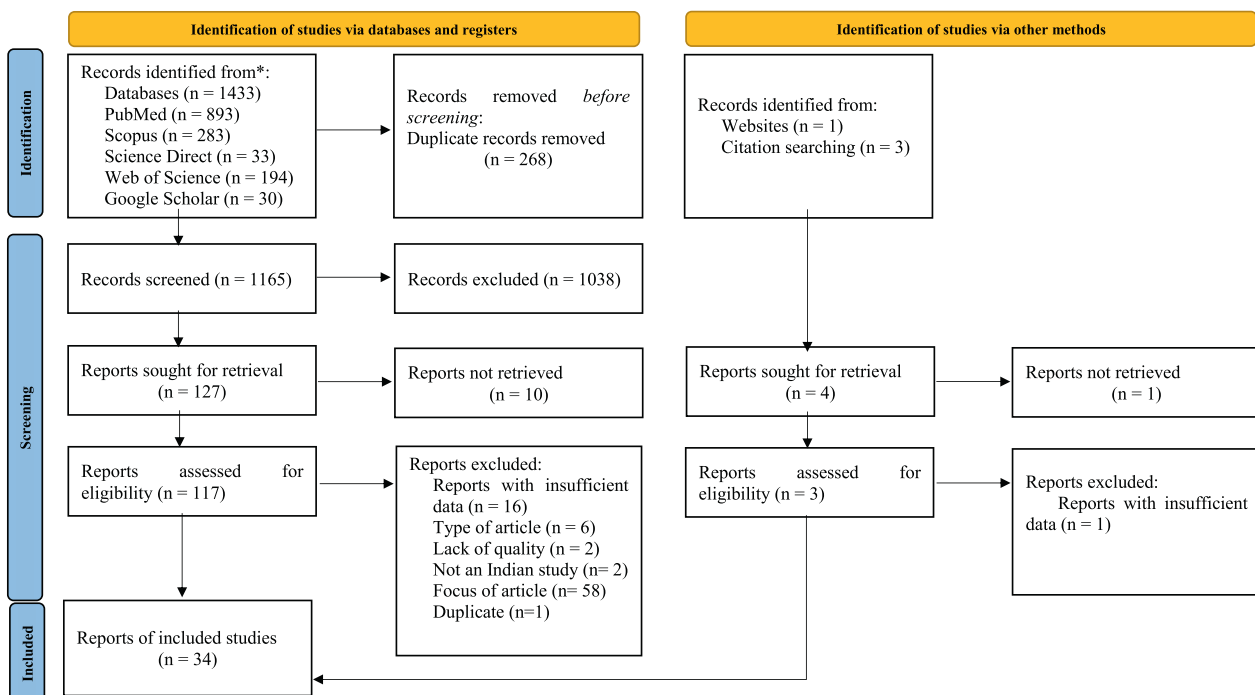 Identification of studies via databases and registers
Identification of studies via other methods
Identification
Records identified from*:
Databases (n = 1433)
PubMed (n = 893)
Scopus (n = 283)
Science Direct (n = 33)
Web of Science (n = 194)
Google Scholar (n = 30)
Records removed before
screening:
Duplicate records removed
(n = 268)
Records identified from:
Websites (n = 1)
Citation searching (n = 3)
Screening
Records screened (n = 1165)
Records excluded (n = 1038)
Reports sought for retrieval
(n = 127)
Reports not retrieved
(n = 10)
Reports sought for retrieval
(n = 4)
Reports not retrieved
(n = 1)
Reports assessed for
eligibility (n = 117)
Reports excluded:
Reports with insufficient
data (n = 16)
Type of article (n = 6)
Lack of quality (n = 2)
Not an Indian study (n= 2)
Focus of article (n= 58)
Duplicate (n=1)
Reports assessed for
eligibility (n = 3)
Reports excluded:
Reports with insufficient
data (n = 1)
Included
Reports of included studies
(n = 34)